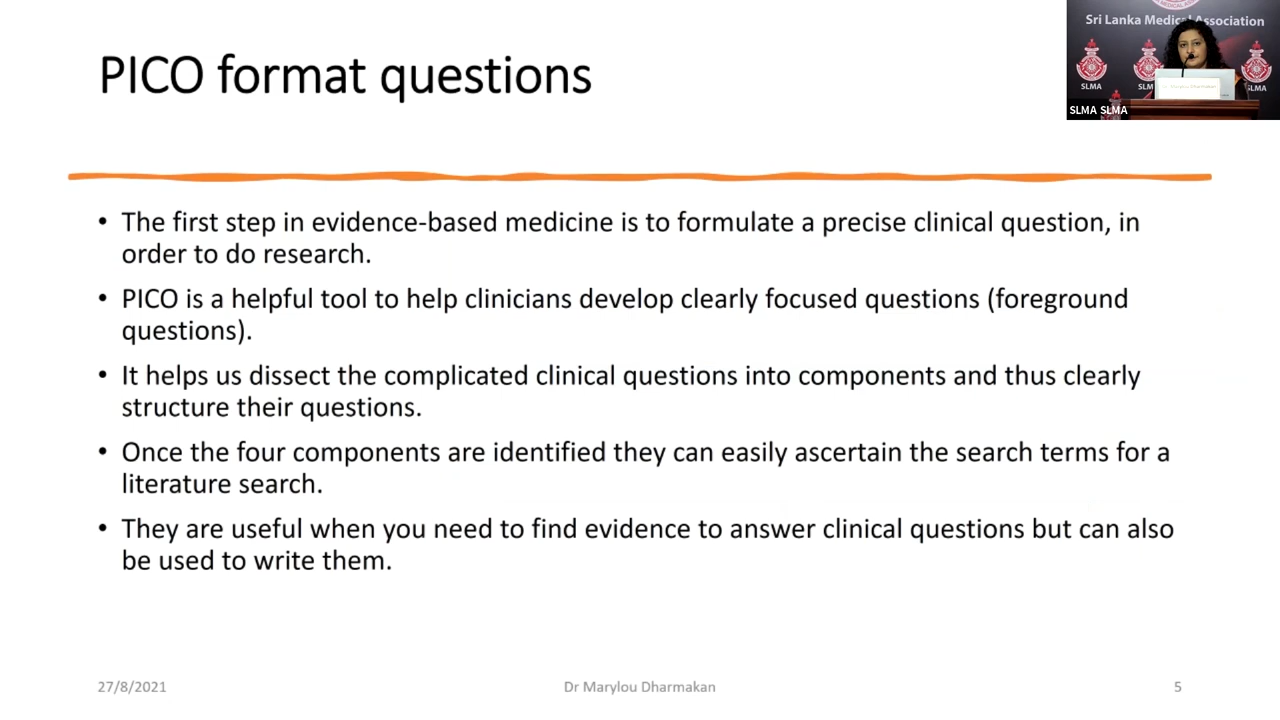 PICO format questions
Sri Lanka Medical Association
SLMA
SLM
SLMA
SLMA SLMA
• The first step in evidence-based medicine is to formulate a precise clinical question, in
order to do research.
• PICO is a helpful tool to help clinicians develop clearly focused questions (foreground
questions).
• It helps us dissect the complicated clinical questions into components and thus clearly
structure their questions.
• Once the four components are identified they can easily ascertain the search terms for a
literature search.
• They are useful when you need to find evidence to answer clinical questions but can also
be used to write them.
27/8/2021
Dr Marylou Dharmakan
5